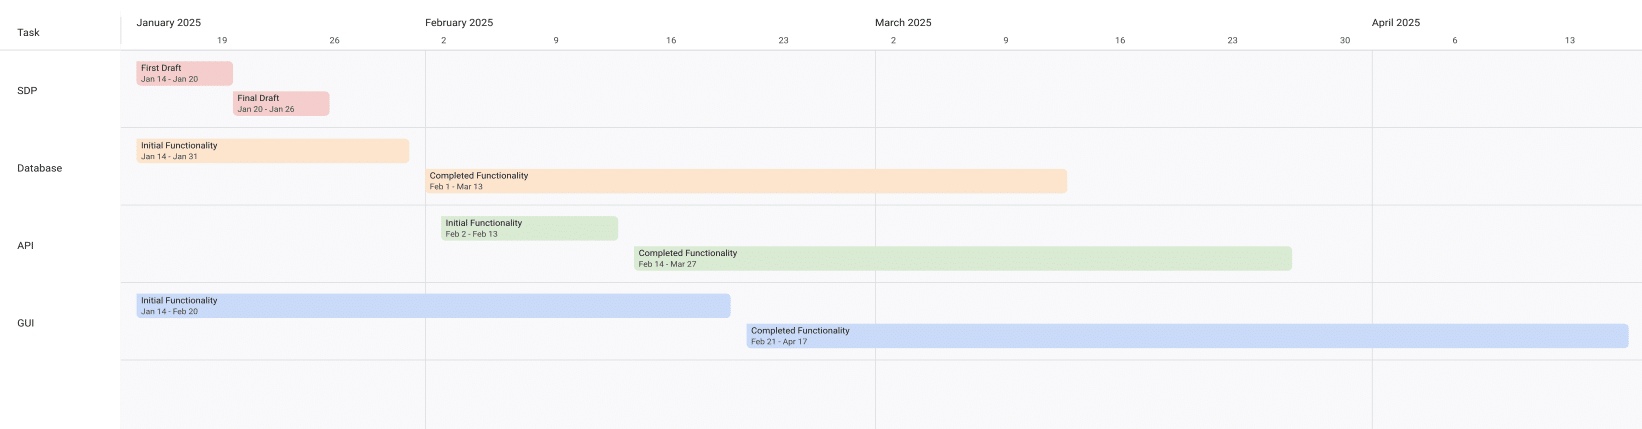 Task
January 2025
February 2025
March 2025
April 2025
19
26
2
9
16
23
2
9
16
23
30
6
13
SDP
First Draft
Jan 14 - Jan 20
Final Draft
Jan 20 - Jan 26
Database
Initial Functionality
Jan 14 - Jan 31
Completed Functionality
Feb 1 - Mar 13
API
Initial Functionality
Feb 2 - Feb 13
Completed Functionality
Feb 14 - Mar 27
GUI
Initial Functionality
Jan 14 - Feb 20
Completed Functionality
Feb 21 - Apr 17